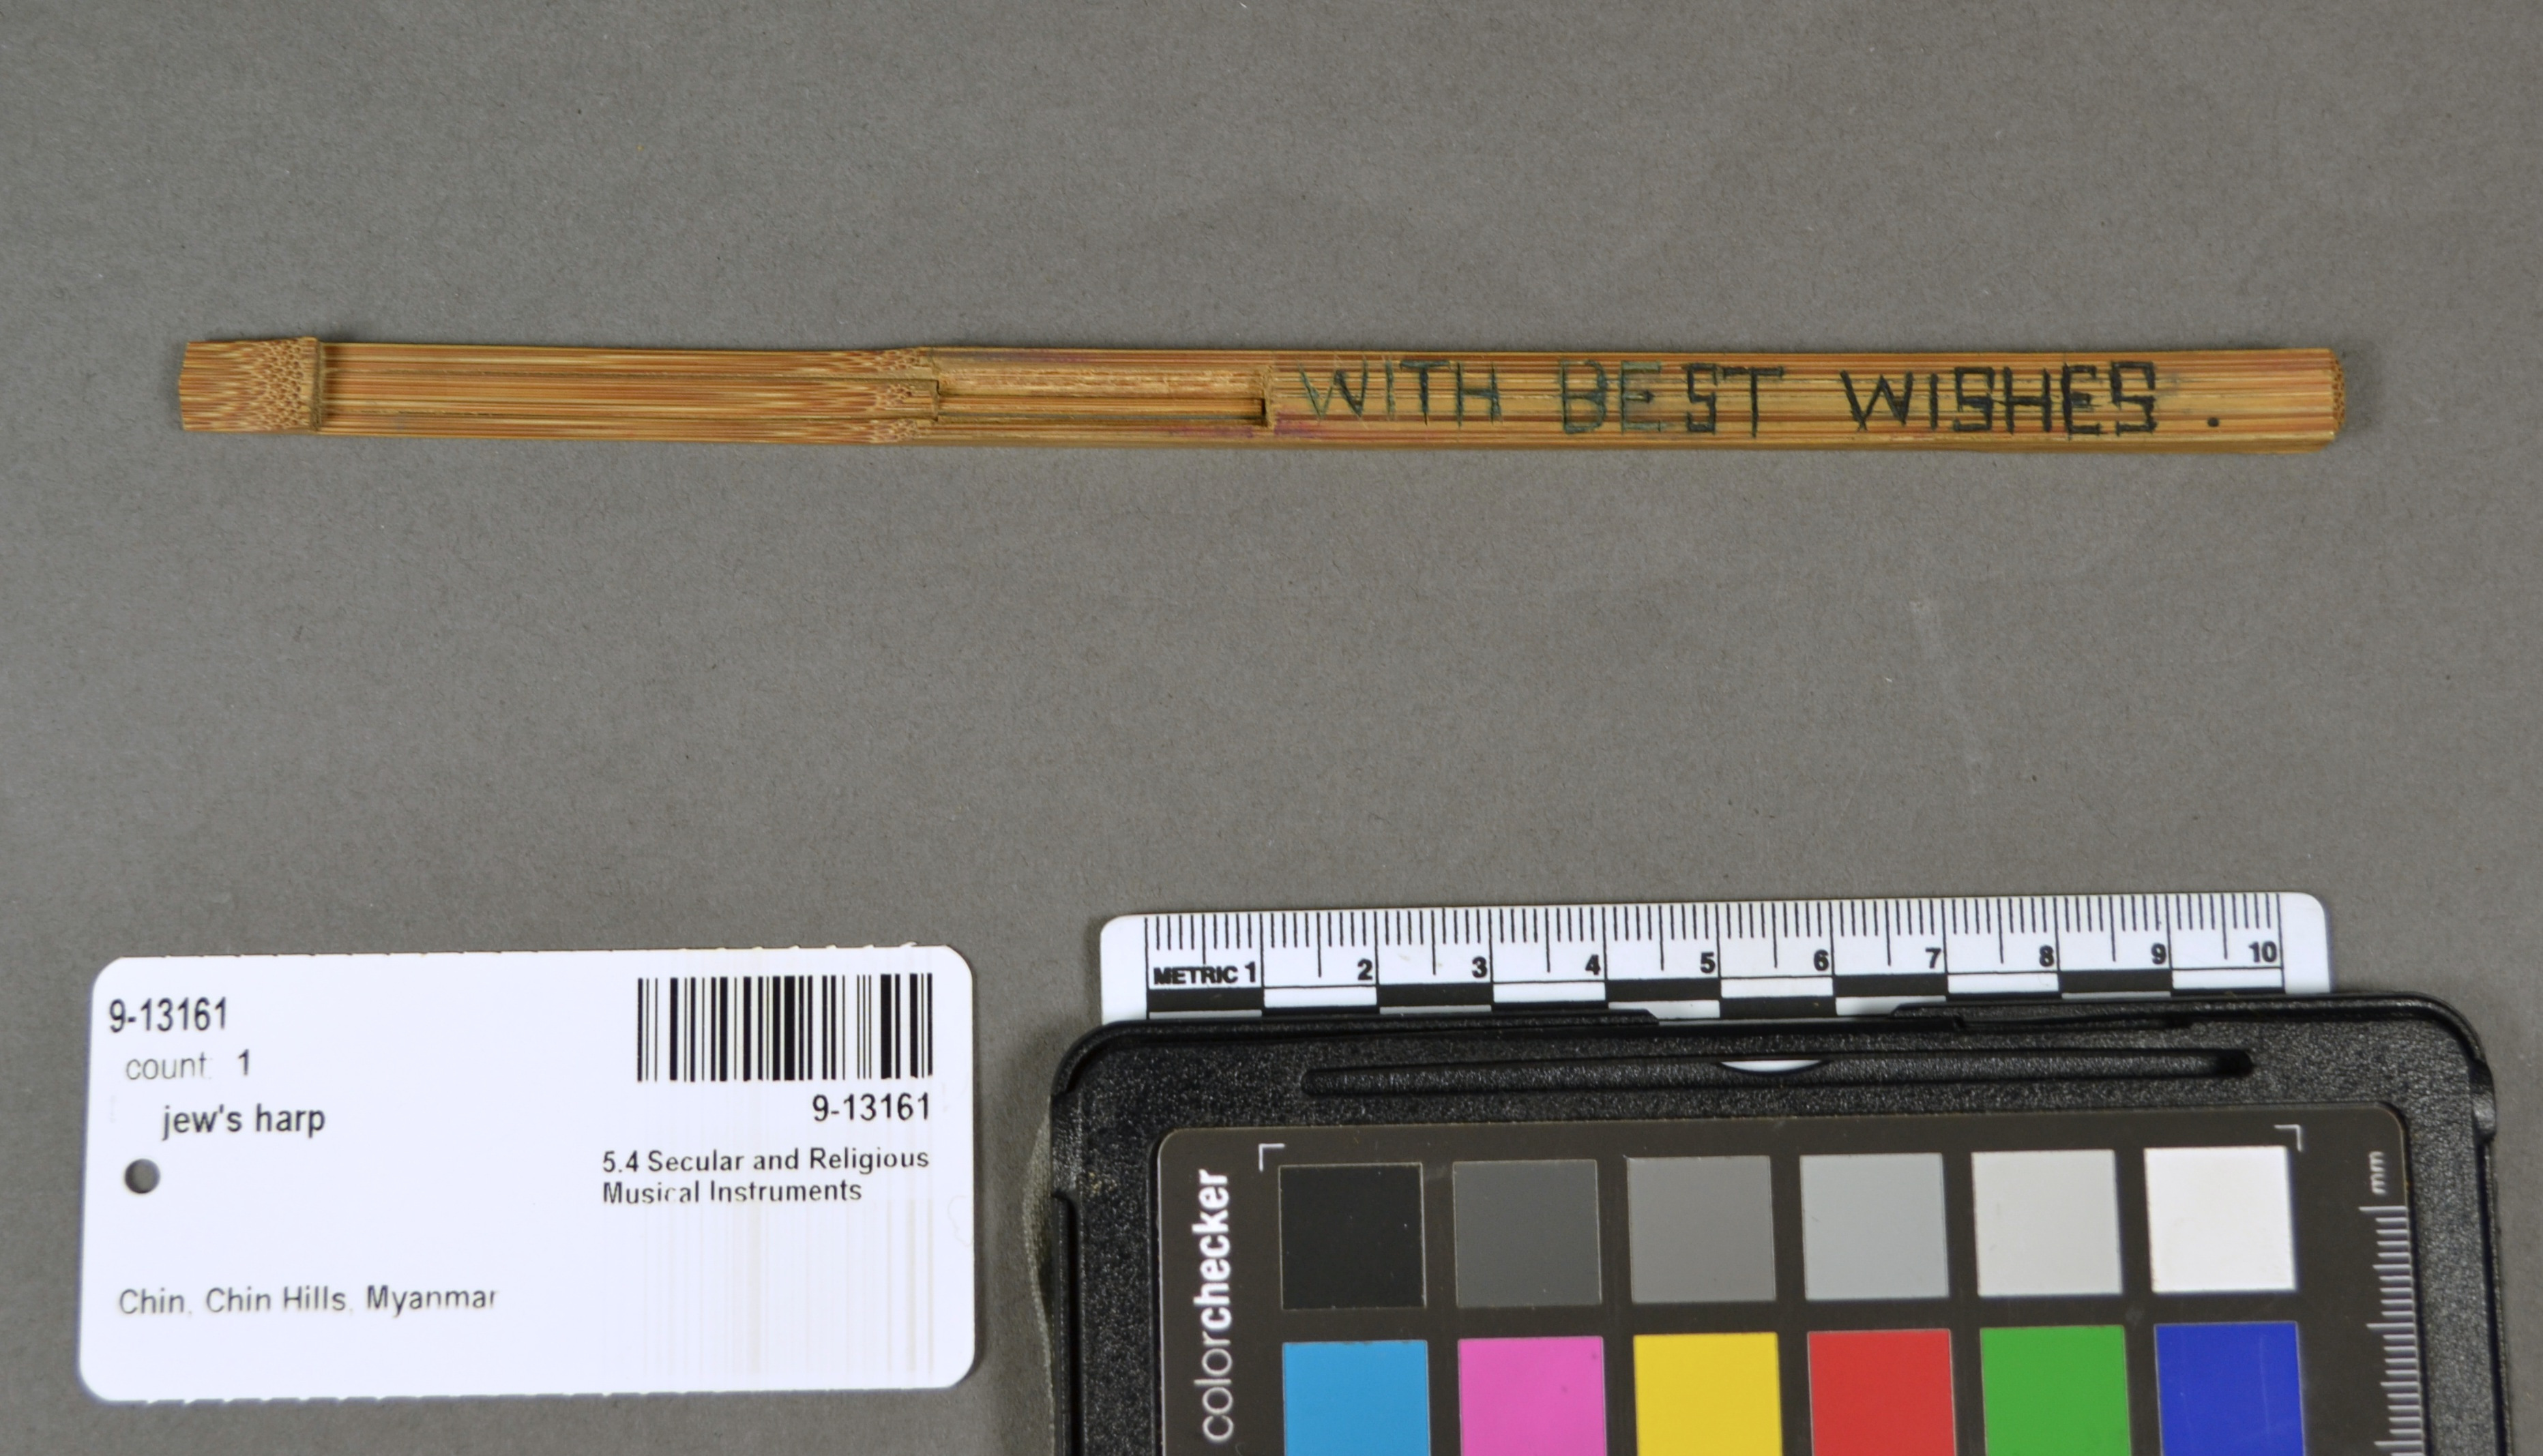 WITH BEST WISHES.
9-13161
count: 1
jew's harp
9-13161
5.4 Secular and Religious
Musical Instruments
Chin, Chin Hills, Myanmar
METRIC 1 2 3 4 5 6 7 8 9 10
colorchecker
mm